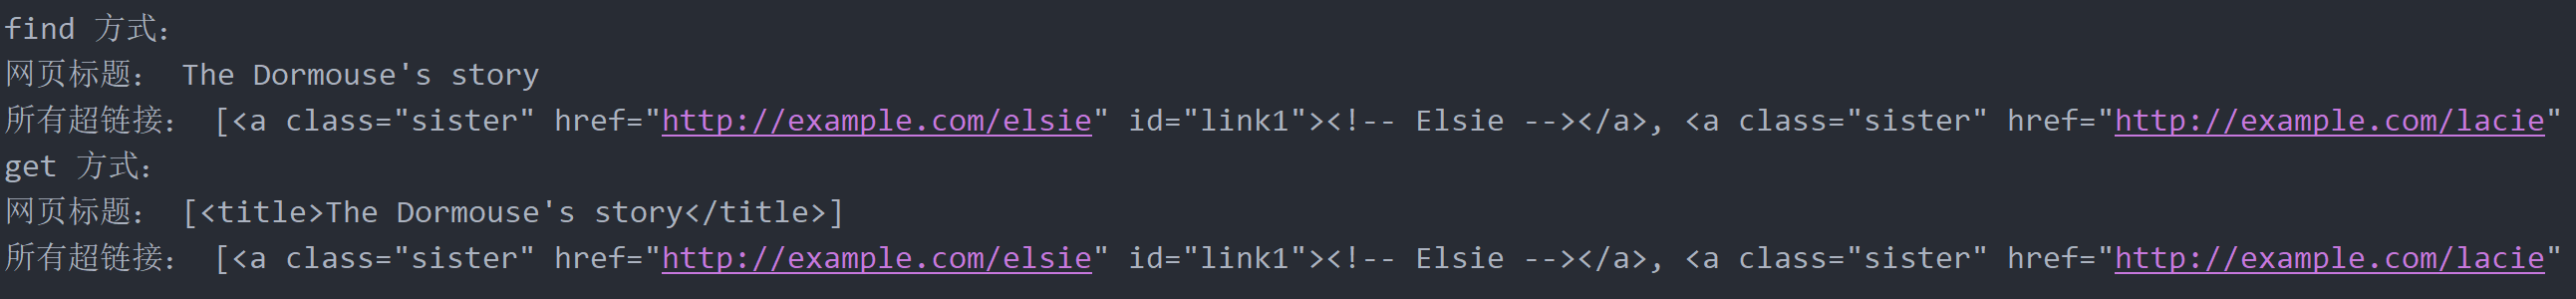 find 方式:
网页标题: The Dormouse's story
所有超链接: [<a class="sister" href="http://example.com/elsie" id="link1"><!-- Elsie --></a>, <a class="sister" href="http://example.com/lacie"
get 方式:
网页标题: [<title>The Dormouse's story</title>]
所有超链接: [<a class="sister" href="http://example.com/elsie" id="link1"><!-- Elsie --></a>, <a class="sister" href="http://example.com/lacie"